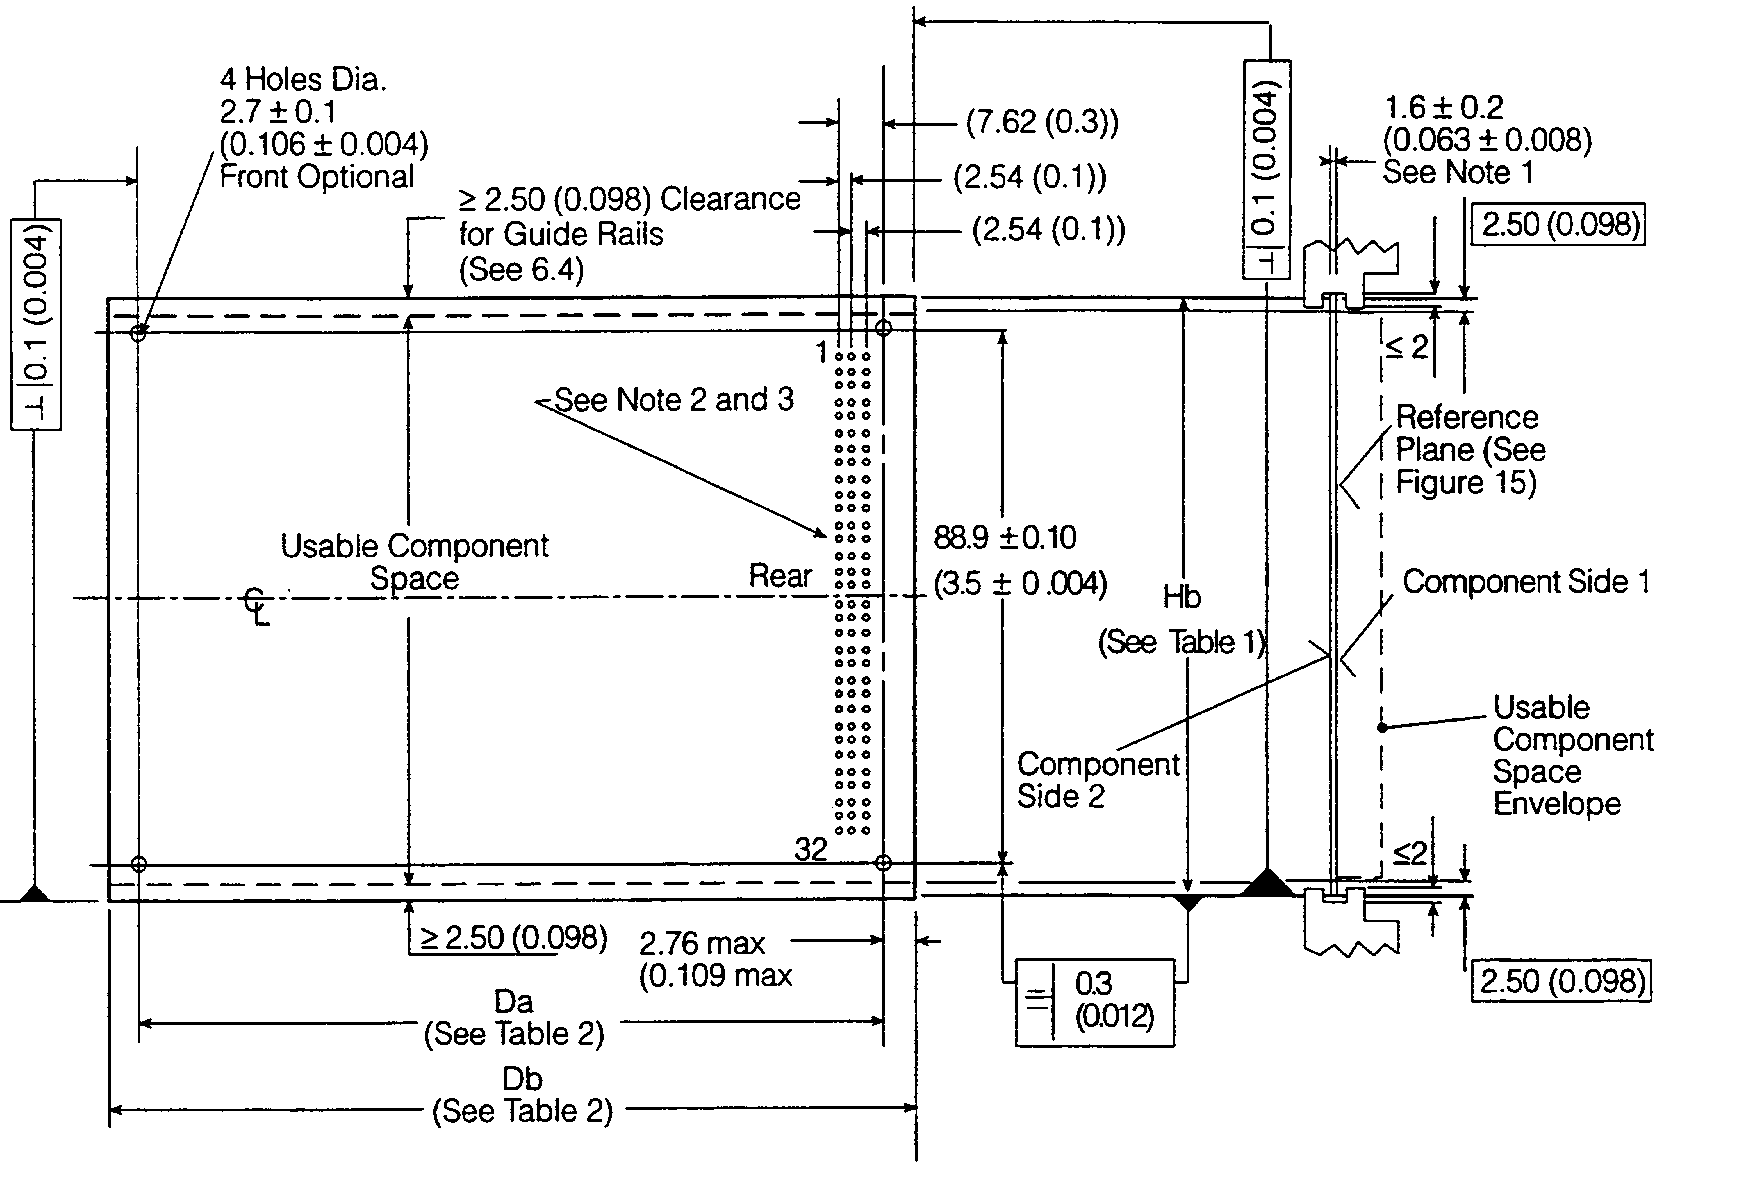 4 Holes Dia.
2.7 ± 0.1
(0.106 ± 0.004)
Front Optional
≥ 2.50 (0.098) Clearance
for Guide Rails
(See 6.4)
(7.62 (0.3))
(2.54 (0.1))
(2.54 (0.1))
⊥ 0.1 (0.004)
1.6 ± 0.2
(0.063 ± 0.008)
See Note 1
2.50 (0.098)
⊥ 0.1 (0.004)
1
See Note 2 and 3
≤ 2
Reference
Plane (See
Figure 15)
Usable Component
Space
Rear
℄
88.9 ± 0.10
(3.5 ± 0.004)
Hb
(See Table 1)
Component Side 1
Component
Side 2
Usable
Component
Space
Envelope
32
≤2
≥ 2.50 (0.098)
2.76 max
(0.109 max
0.3
(0.012)
2.50 (0.098)
Da
(See Table 2)
Db
(See Table 2)